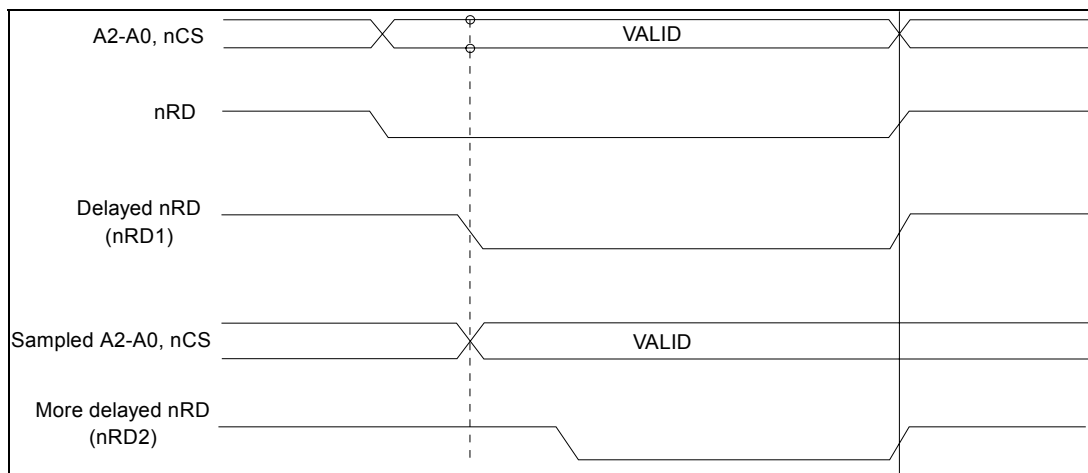 A2-A0, nCS
VALID
nRD
Delayed nRD
(nRD1)
Sampled A2-A0, nCS
VALID
More delayed nRD
(nRD2)